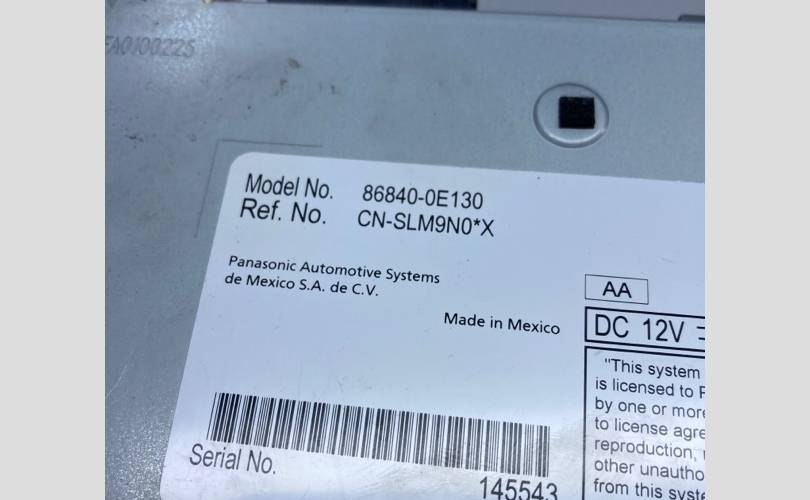 EA0100225
Model No. 86840-0E130
Ref. No. CN-SLM9N0*X
Panasonic Automotive Systems
de Mexico S.A. de C.V.
Made in Mexico
AA
DC 12V
"This system
is licensed to
by one or more
to license agre
reproduction,
other unautho
from this syste
Serial No.
145543